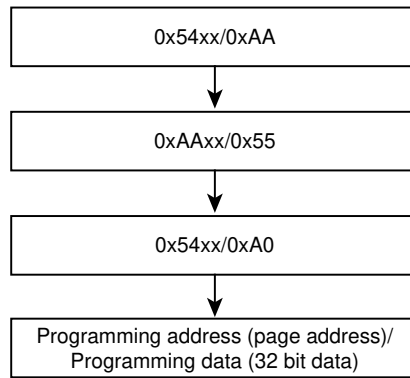 0x54xx/0xAA
0xAAxx/0x55
0x54xx/0xA0
Programming address (page address)/
Programming data (32 bit data)